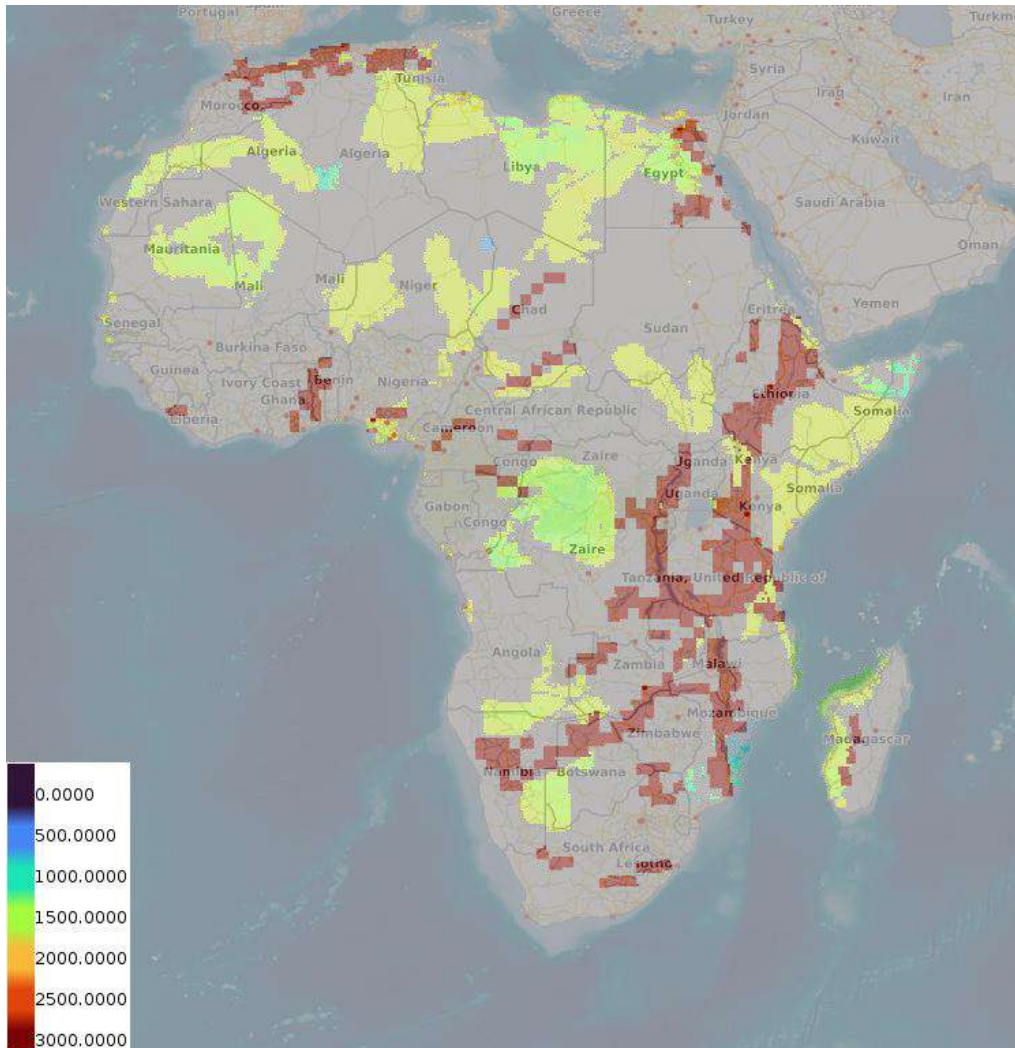 Portugal
Greece
Turkey
Turkm
Syria
Tunisia
Iraq
Iran
Morocco,
Jordan
Algeria
Algeria
Kuwait
Libya
Egypt
Western Sahara
Saudi Arabia
Mauritania
Oman
Mali
Mali
Niger
Chad
Sudan
Eritrea
Yemen
Senegal
Burkina Faso
Guinea
Benin
Nigeria
Ivory Coast
Ghana
Ethiopia
Somalia
Liberia
Central African Republic
Cameroon
Congo
Zaire
Uganda
Kenya
Somalia
Uganda
Gabon
Kenya
Congo
Zaire
Tanzania, United Republic of
Angola
Zambia
Malawi
Mozambique
Zimbabwe
Madagascar
Namibia
Botswana
0.0000
500.0000
1000.0000
South Africa
Lesotho
1500.0000
2000.0000
2500.0000
3000.0000